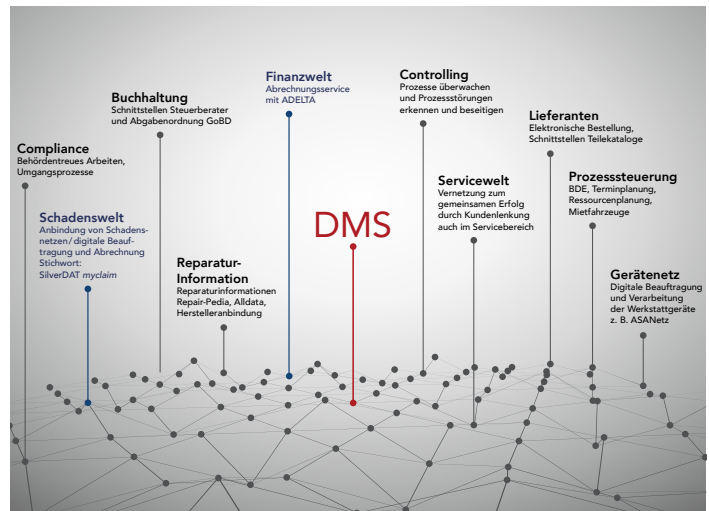 Compliance
Behördentreues Arbeiten,
Umgangsprozesse
Buchhaltung
Schnittstellen Steuerberater
und Abgabenordnung GoBD
Finanzwelt
Abrechnungsservice
mit ADELTA
Controlling
Prozesse überwachen
und Prozessstörungen
erkennen und beseitigen
Lieferanten
Elektronische Bestellung,
Schnittstellen Teilekataloge
Schadenswelt
Anbindung von Schadens-
netzen/digitale Beauf-
tragung und Abrechnung
Stichwort:
SilverDAT myclaim
Reparatur-
Information
Reparaturinformationen
Repair-Pedia, Alldata,
Herstelleranbindung
DMS
Servicewelt
Vernetzung zum
gemeinsamen Erfolg
durch Kundenlenkung
auch im Servicebereich
Prozesssteuerung
BDE, Terminplanung,
Ressourcenplanung,
Mietfahrzeuge
Gerätenetz
Digitale Beauftragung
und Verarbeitung
der Werkstattgeräte
z. B. ASANetz